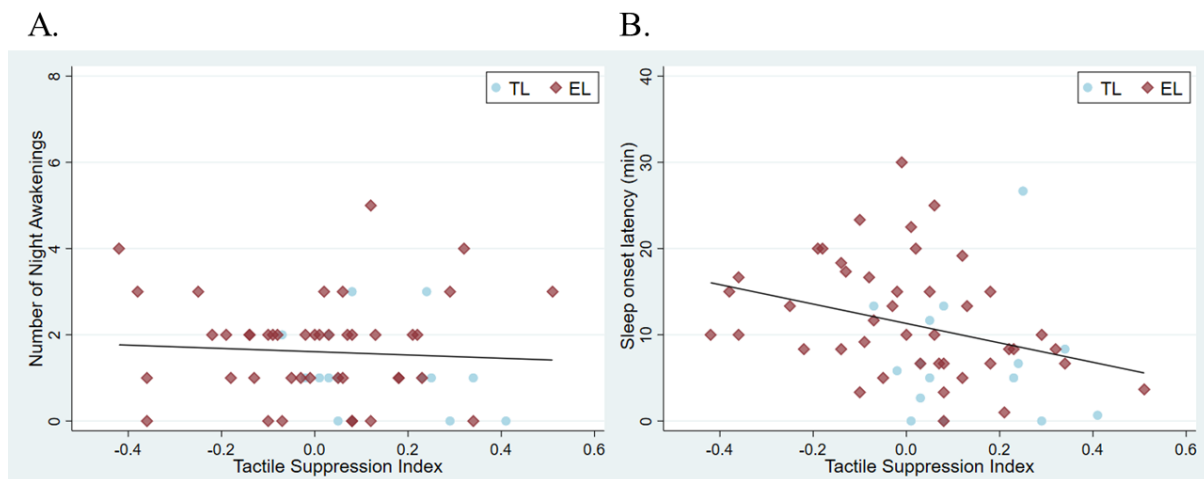 A.
B.
TL EL
Number of Night Awakenings
8
6
4
2
0
-0.4 -0.2 0.0 0.2 0.4 0.6
Tactile Suppression Index
TL EL
Sleep onset latency (min)
40
30
20
10
0
-0.4 -0.2 0.0 0.2 0.4 0.6
Tactile Suppression Index